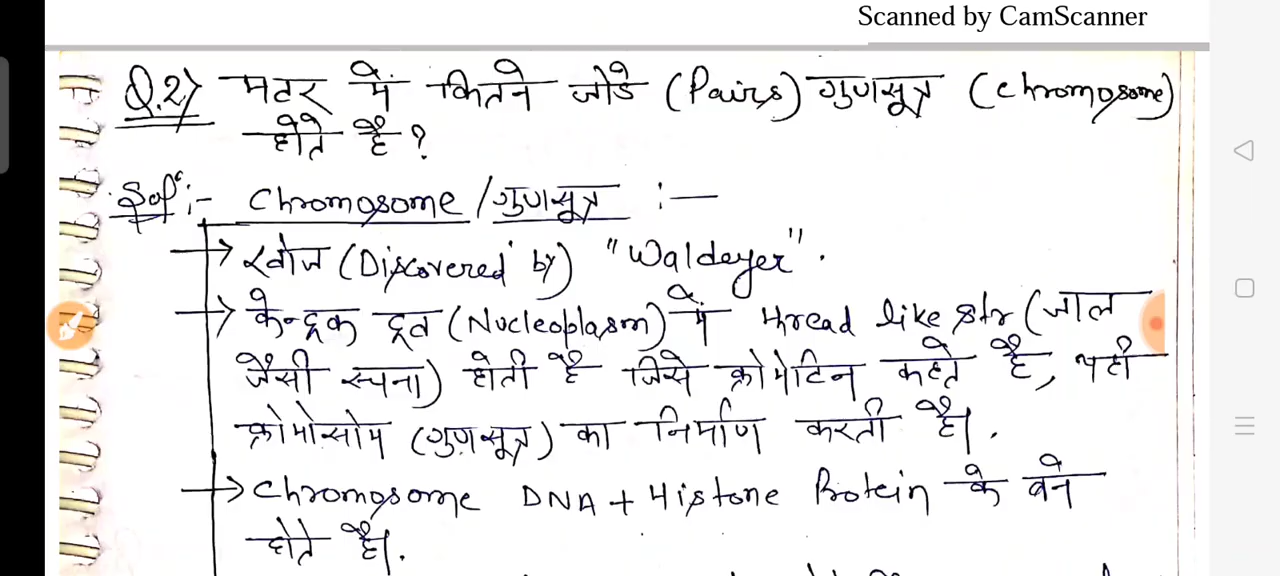 Scanned by CamScanner
Q.2) मटर में कितने जोडे (Pairs) गुणसूत्र (chromosome)
होते है ?
Solⁿ :- Chromosome / गुणसूत्र :—
→ खोज (Discovered by) "Waldeyer".
→ केन्द्रक द्रव (Nucleoplasm) में thread like str (जाल
जैसी रचना) होती है जिसे क्रोमेटिन कहते है, यही
क्रोमोसोम (गुणसूत्र) का निर्माण करती है।.
→ Chromosome DNA + Histone Protein के बने
होते है।.